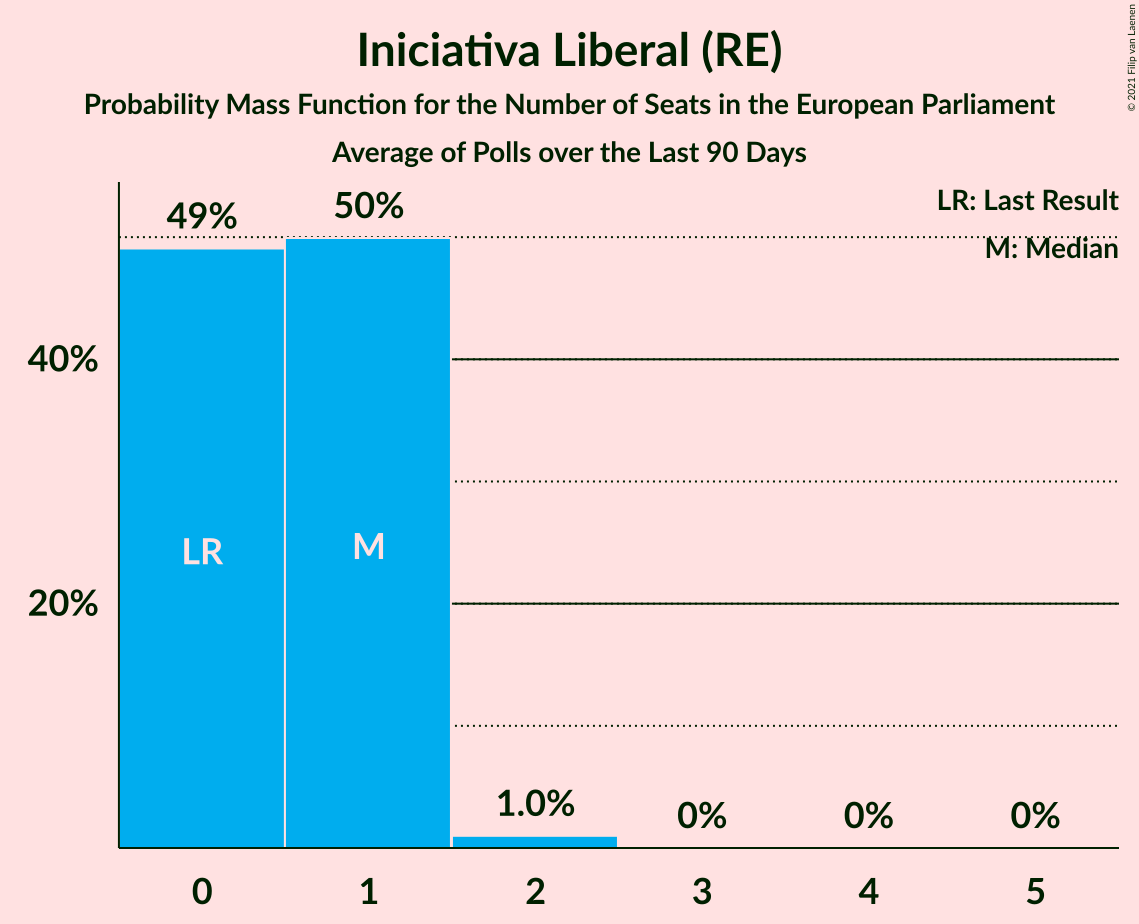 Iniciativa Liberal (RE)
Probability Mass Function for the Number of Seats in the European Parliament
Average of Polls over the Last 90 Days
© 2021 Filip van Laenen
LR: Last Result
M: Median
49%
50%
40%
20%
LR
M
1.0%
0%
0%
0%
0
1
2
3
4
5